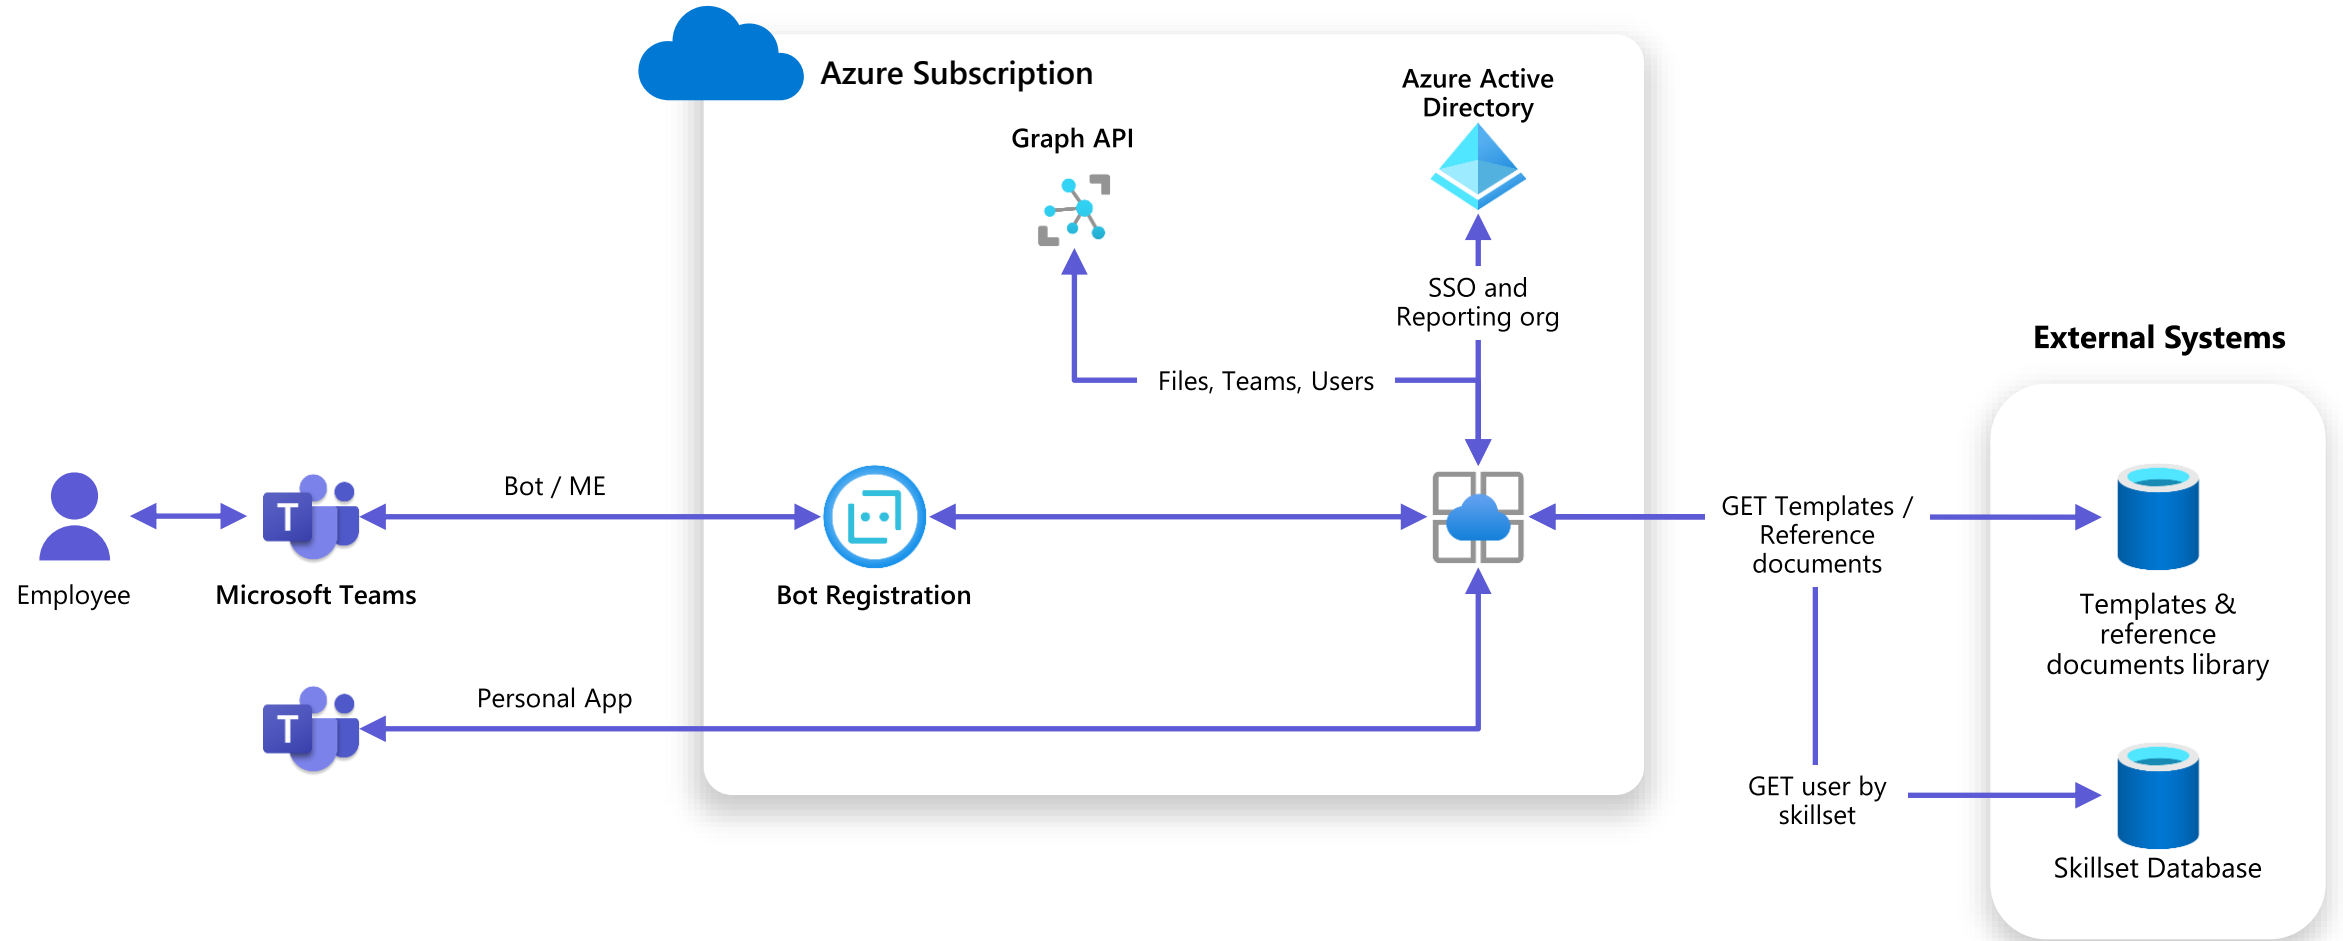 Azure Subscription
Azure Active
Directory
Graph API
SSO and
Reporting org
Files, Teams, Users
External Systems
Bot / ME
GET Templates /
Reference
documents
T
Employee
Microsoft Teams
Bot Registration
Templates &
reference
documents library
Personal App
T
GET user by
skillset
Skillset Database